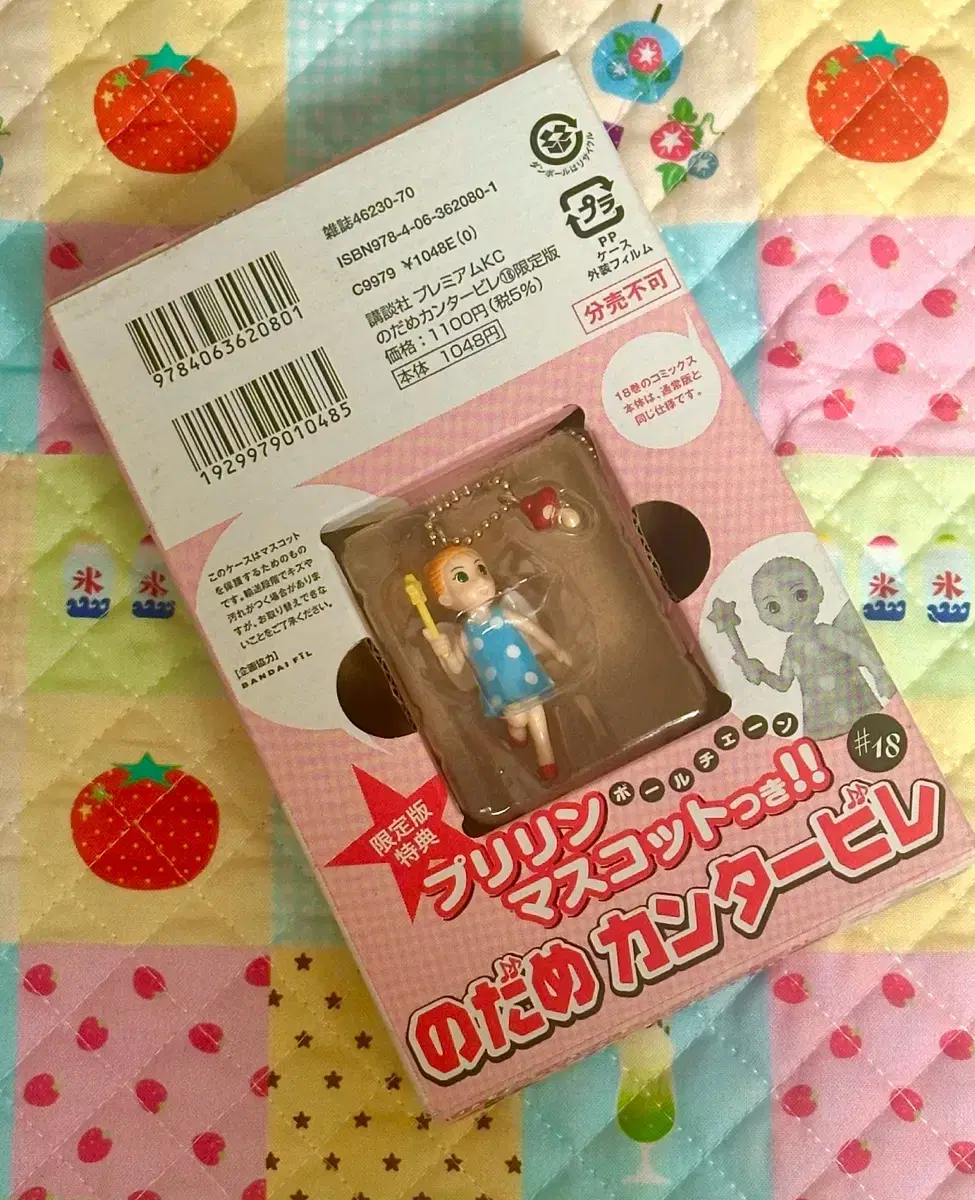 ダンボールはリサイクル
プラ
PP
ケース
外装フィルム
分売不可
雑誌46230-70
ISBN978-4-06-362080-1
C9979 ¥1048E(0)
講談社 プレミアムKC
のだめカンタービレ⑱限定版
価格:1100円(税5%)
本体 1048円
9784063620801
1929979010485
18巻のコミックス
本体は、通常版と
同じ仕様です。
このケースはマスコット
を保護するためのもの
です。輸送段階でキズや
汚れがつく場合がありま
すが、お取り替えできな
いことをご了承ください。
[企画協力]
BANDAI FIL
限定版
特典
プリリン
ボールチェーン
マスコットつき!!
#18
のだめ カンタービレ
氷
氷
氷
氷